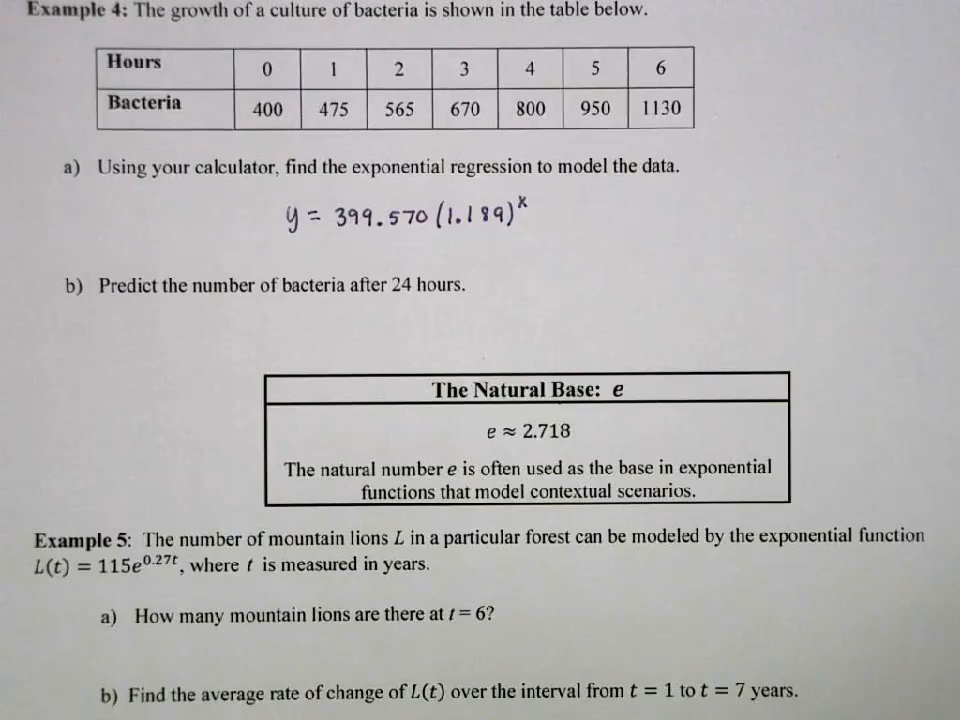 Example 4: The growth of a culture of bacteria is shown in the table below.
Hours 0 1 2 3 4 5 6
Bacteria 400 475 565 670 800 950 1130
a) Using your calculator, find the exponential regression to model the data.
y = 399.570 (1.189)^x
b) Predict the number of bacteria after 24 hours.
The Natural Base: e
e ≈ 2.718
The natural number e is often used as the base in exponential
functions that model contextual scenarios.
Example 5: The number of mountain lions L in a particular forest can be modeled by the exponential function
L(t) = 115e^0.27t, where t is measured in years.
a) How many mountain lions are there at t = 6?
b) Find the average rate of change of L(t) over the interval from t = 1 to t = 7 years.